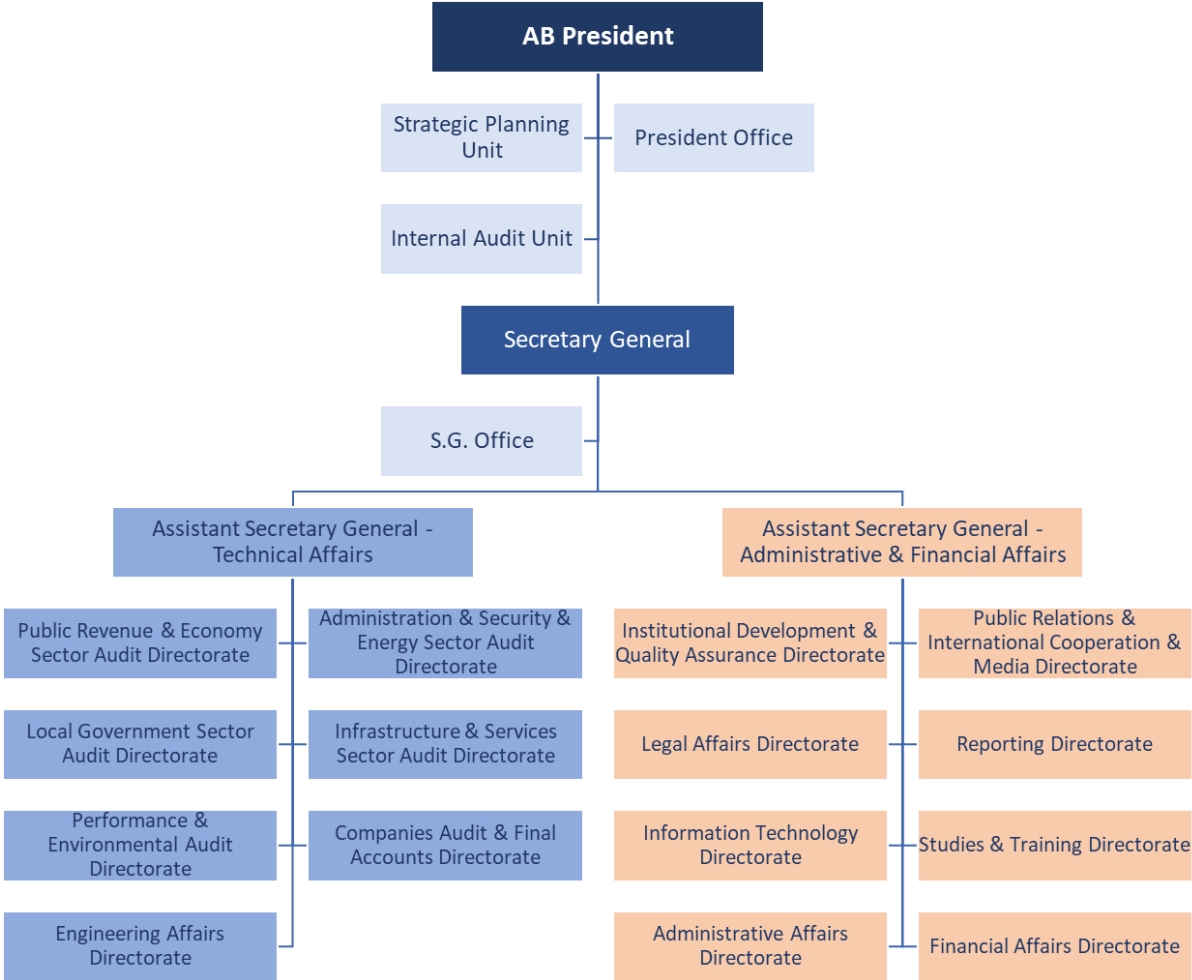 AB President
Strategic Planning
Unit
President Office
Internal Audit Unit
Secretary General
S.G. Office
Assistant Secretary General -
Technical Affairs
Assistant Secretary General -
Administrative & Financial Affairs
Public Revenue & Economy
Sector Audit Directorate
Administration & Security &
Energy Sector Audit
Directorate
Institutional Development &
Quality Assurance Directorate
Public Relations &
International Cooperation &
Media Directorate
Local Government Sector
Audit Directorate
Infrastructure & Services
Sector Audit Directorate
Legal Affairs Directorate
Reporting Directorate
Performance &
Environmental Audit
Directorate
Companies Audit & Final
Accounts Directorate
Information Technology
Directorate
Studies & Training Directorate
Engineering Affairs
Directorate
Administrative Affairs
Directorate
Financial Affairs Directorate